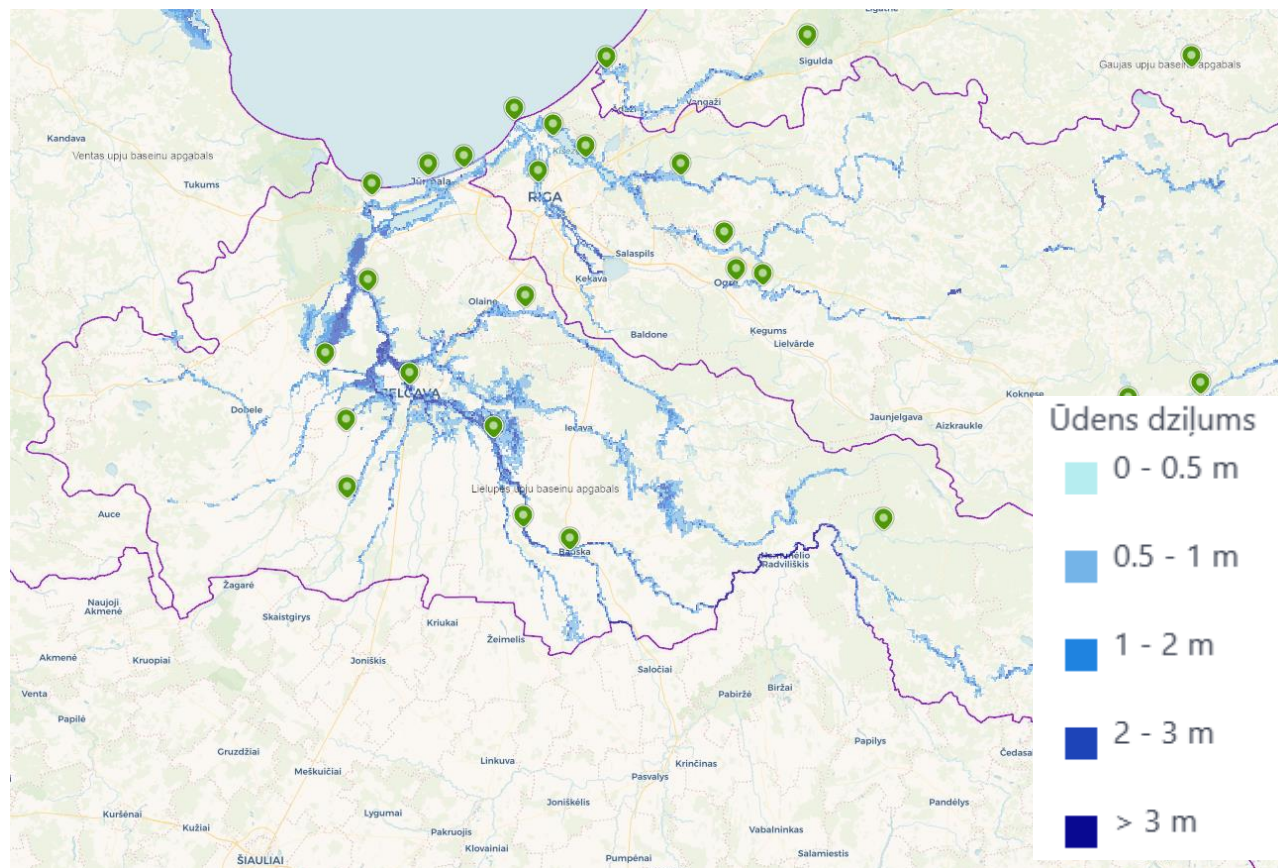 Līgatne
Sigulda
Gaujas upju baseinu apgabals
Vangaži
Ādaži
Kandava
Ventas upju baseinu apgabals
Tukums
Jūrmala
RĪGA
Salaspils
Ķekava
Ogre
Olaine
Baldone
Ķegums
Lielvārde
Koknese
JELGAVA
Dobele
Jaunjelgava
Aizkraukle
Iecava
Lielupes upju baseinu apgabals
Auce
Bauska
Nemunėlio
Radviliškis
Žagarė
Naujoji
Akmenė
Skaistgirys
Kriukai
Žeimelis
Akmenė
Kruopiai
Joniškis
Saločiai
Venta
Biržai
Pabiržė
Papilė
Papilys
Gruzdžiai
Linkuva
Krinčinas
Čedasai
Meškuičiai
Pasvalys
Joniškėlis
Pandėlys
Kuršėnai
Lygumai
Kužiai
Pakruojis
Vabalninkas
Klovainiai
Salamiestis
ŠIAULIAI
Pumpėnai
Ūdens dziļums
0 - 0.5 m
0.5 - 1 m
1 - 2 m
2 - 3 m
> 3 m